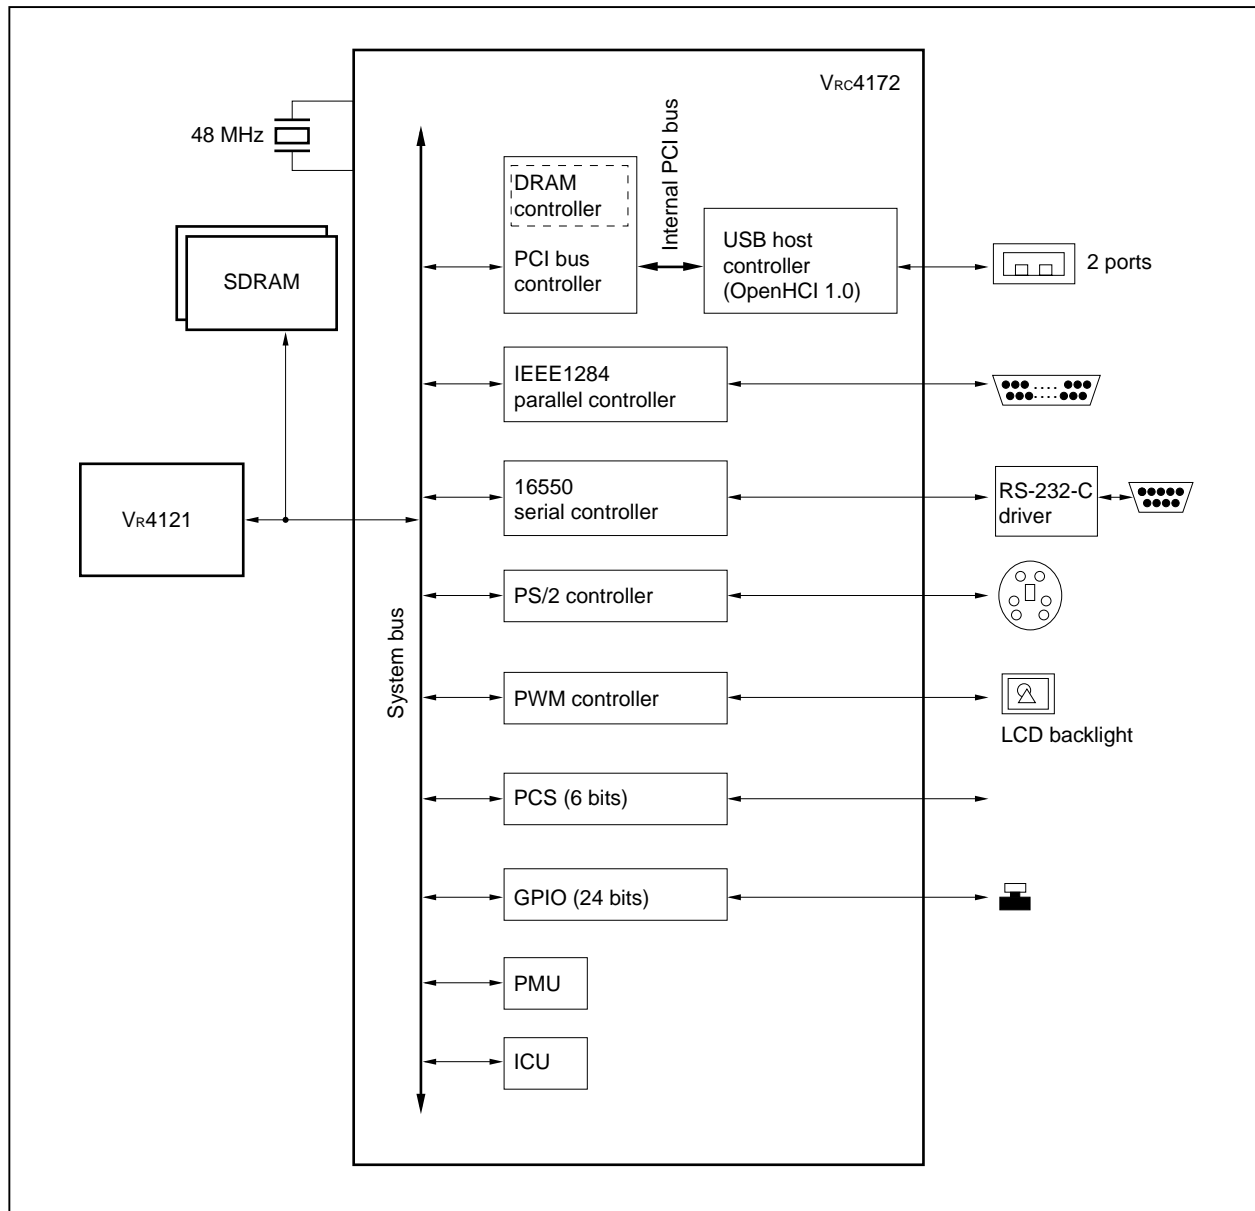 VRC4172
48 MHz
Internal PCI bus
DRAM
controller
PCI bus
controller
USB host
controller
(OpenHCI 1.0)
2 ports
SDRAM
IEEE1284
parallel controller
16550
serial controller
RS-232-C
driver
VR4121
PS/2 controller
System bus
PWM controller
LCD backlight
PCS (6 bits)
GPIO (24 bits)
PMU
ICU